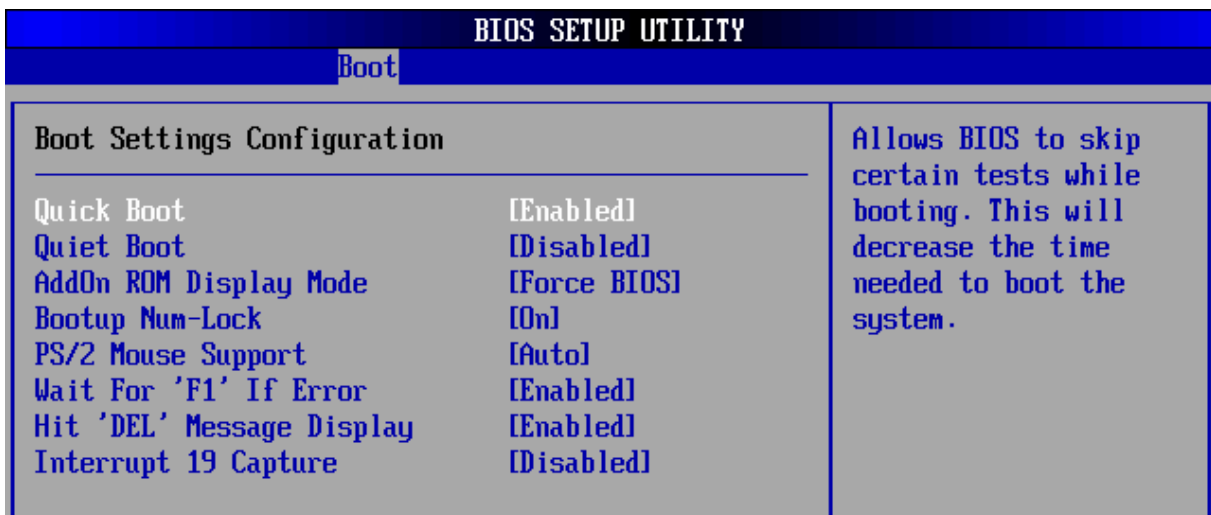 BIOS SETUP UTILITY
Boot
Boot Settings Configuration
Quick Boot [Enabled]
Quiet Boot [Disabled]
AddOn ROM Display Mode [Force BIOS]
Bootup Num-Lock [On]
PS/2 Mouse Support [Auto]
Wait For 'F1' If Error [Enabled]
Hit 'DEL' Message Display [Enabled]
Interrupt 19 Capture [Disabled]
Allows BIOS to skip
certain tests while
booting. This will
decrease the time
needed to boot the
system.